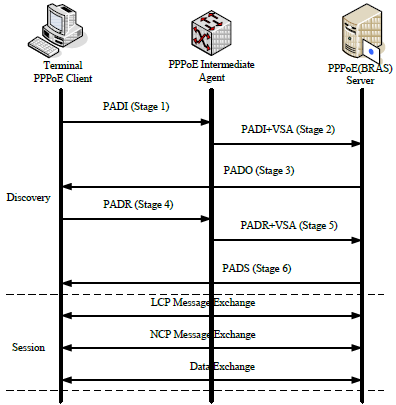 Terminal
PPPoE Client
PPPoE Intermediate
Agent
PPPoE(BRAS)
Server
PADI (Stage 1)
PADI+VSA (Stage 2)
PADO (Stage 3)
Discovery
PADR (Stage 4)
PADR+VSA (Stage 5)
PADS (Stage 6)
LCP Message Exchange
NCP Message Exchange
Session
Data Exchange